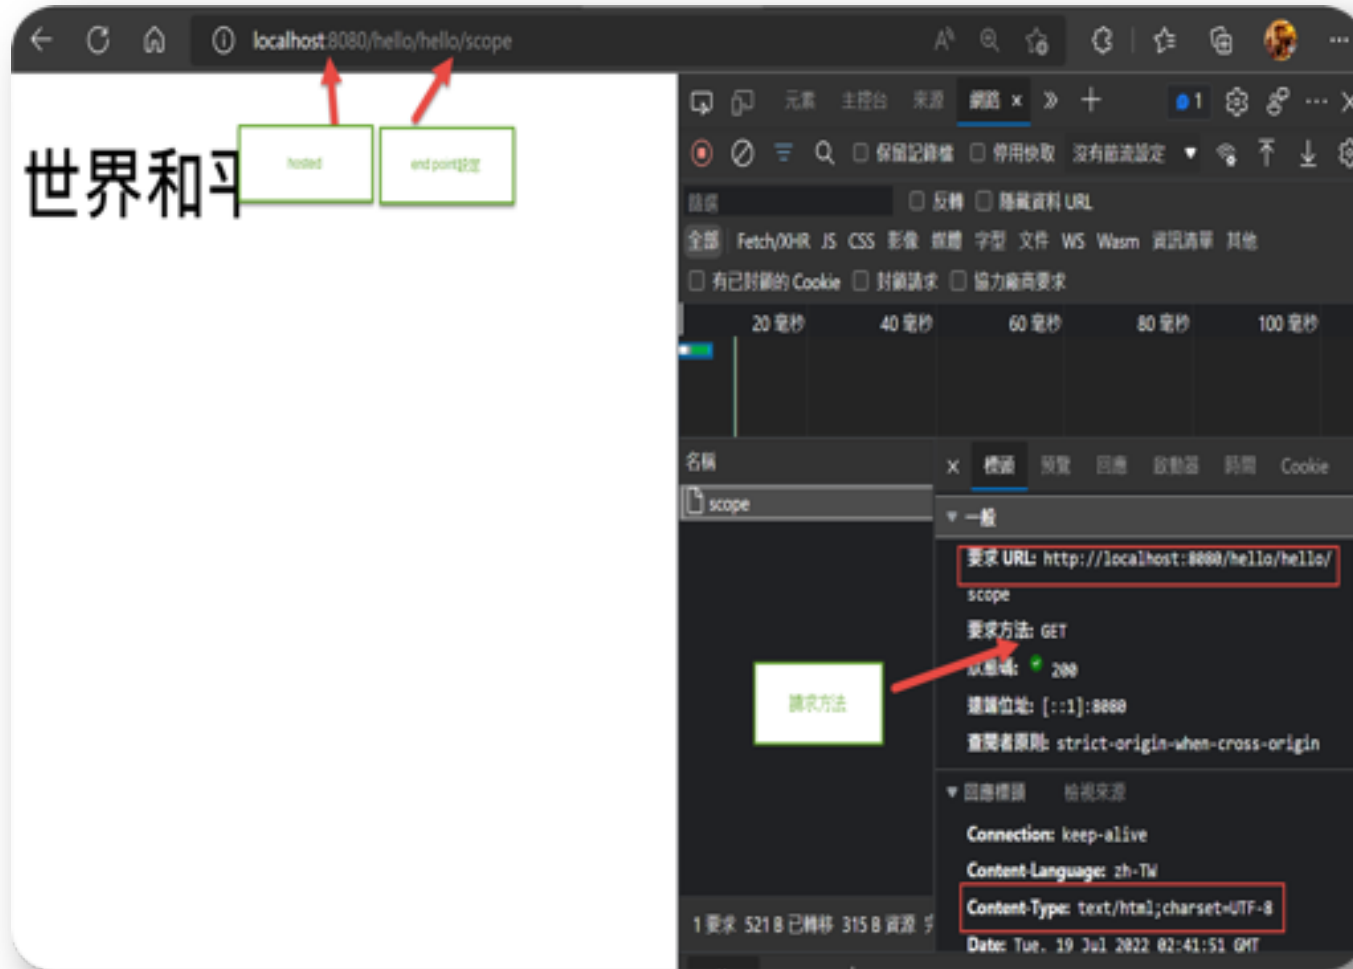 localhost:8080/hello/hello/scope
世界和平
hosted
end point設定
元素 主控台 來源 網路 × » +
1
保留記錄檔 停用快取 沒有節流設定
篩選
反轉 隱藏資料 URL
全部 Fetch/XHR JS CSS 影像 媒體 字型 文件 WS Wasm 資訊清單 其他
有已封鎖的 Cookie 封鎖請求 協力廠商要求
20 毫秒 40 毫秒 60 毫秒 80 毫秒 100 毫秒
名稱
scope
× 標頭 預覽 回應 啟動器 時間 Cookie
一般
要求 URL: http://localhost:8080/hello/hello/
scope
要求方法: GET
狀態碼: 200
請求方法
遠端位址: [::1]:8080
查閱者原則: strict-origin-when-cross-origin
回應標頭 檢視來源
Connection: keep-alive
Content-Language: zh-TW
Content-Type: text/html;charset=UTF-8
Date: Tue, 19 Jul 2022 02:41:51 GMT
1 要求 521 B 已轉移 315 B 資源